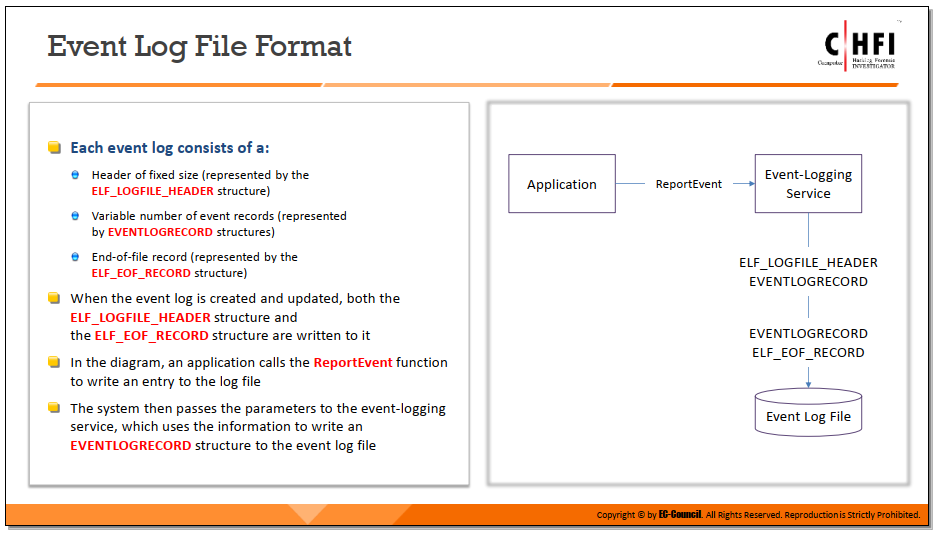 Event Log File Format
CHFI
Computer Hacking Forensic
INVESTIGATOR
Each event log consists of a:
Header of fixed size (represented by the
ELF_LOGFILE_HEADER structure)
Variable number of event records (represented
by EVENTLOGRECORD structures)
End-of-file record (represented by the
ELF_EOF_RECORD structure)
When the event log is created and updated, both the
ELF_LOGFILE_HEADER structure and
the ELF_EOF_RECORD structure are written to it
In the diagram, an application calls the ReportEvent function
to write an entry to the log file
The system then passes the parameters to the event-logging
service, which uses the information to write an
EVENTLOGRECORD structure to the event log file
Application
ReportEvent
Event-Logging
Service
ELF_LOGFILE_HEADER
EVENTLOGRECORD
EVENTLOGRECORD
ELF_EOF_RECORD
Event Log File
Copyright © by EC-Council. All Rights Reserved. Reproduction is Strictly Prohibited.